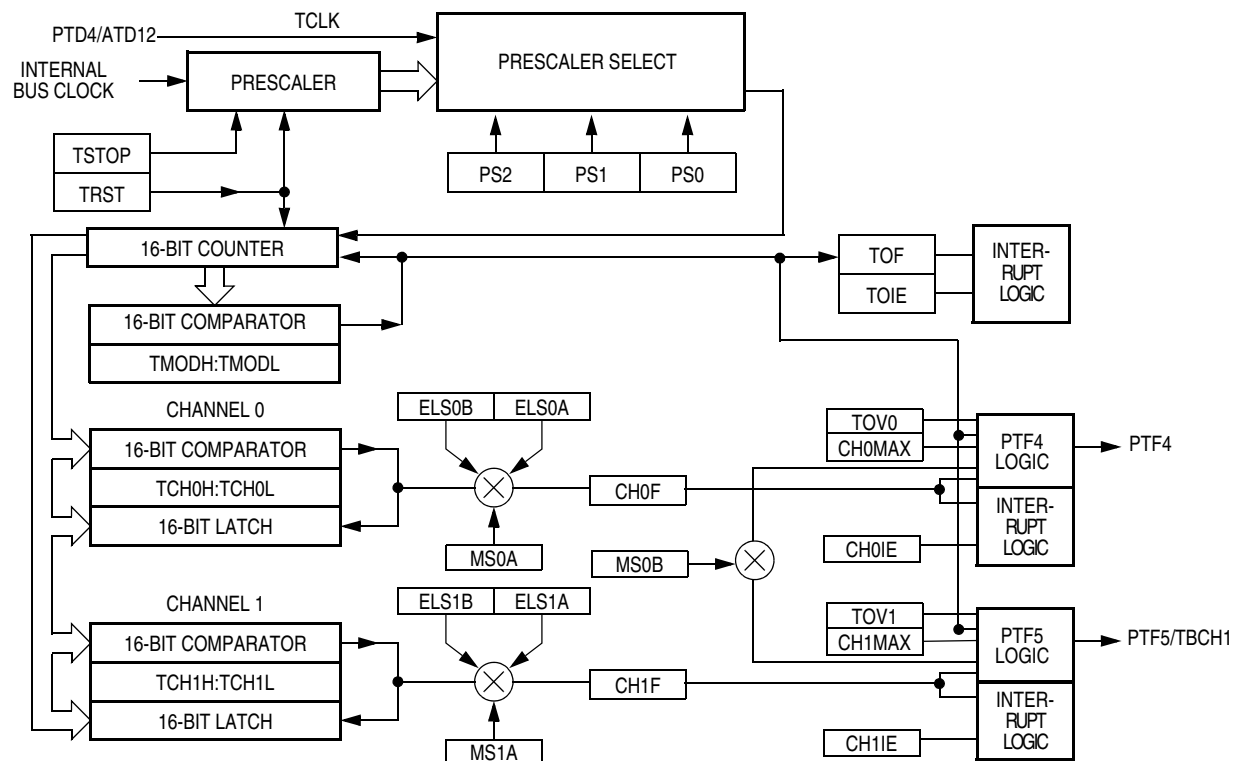 TCLK
PTD4/ATD12
PRESCALER SELECT
INTERNAL
BUS CLOCK
PRESCALER
TSTOP
TRST
PS2 PS1 PS0
16-BIT COUNTER
TOF
TOIE
INTER-
RUPT
LOGIC
16-BIT COMPARATOR
TMODH:TMODL
CHANNEL 0
ELS0B ELS0A
16-BIT COMPARATOR
TCH0H:TCH0L
16-BIT LATCH
MS0A
CH0F
MS0B
TOV0
CH0MAX
PTF4
LOGIC
PTF4
INTER-
RUPT
LOGIC
CH0IE
CHANNEL 1
ELS1B ELS1A
16-BIT COMPARATOR
TCH1H:TCH1L
16-BIT LATCH
MS1A
CH1F
TOV1
CH1MAX
PTF5
LOGIC
PTF5/TBCH1
INTER-
RUPT
LOGIC
CH1IE